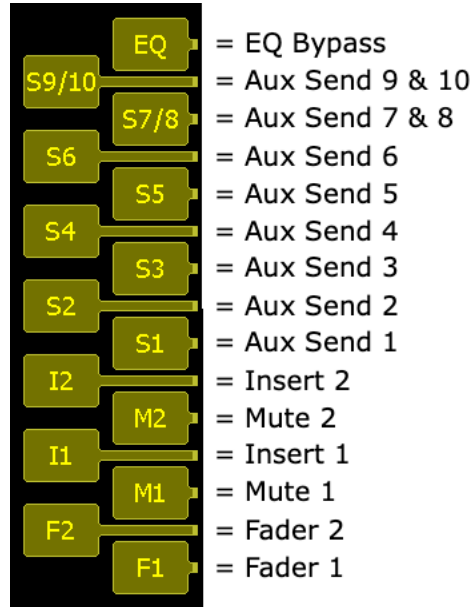 EQ = EQ Bypass
S9/10 = Aux Send 9 & 10
S7/8 = Aux Send 7 & 8
S6 = Aux Send 6
S5 = Aux Send 5
S4 = Aux Send 4
S3 = Aux Send 3
S2 = Aux Send 2
S1 = Aux Send 1
I2 = Insert 2
M2 = Mute 2
I1 = Insert 1
M1 = Mute 1
F2 = Fader 2
F1 = Fader 1